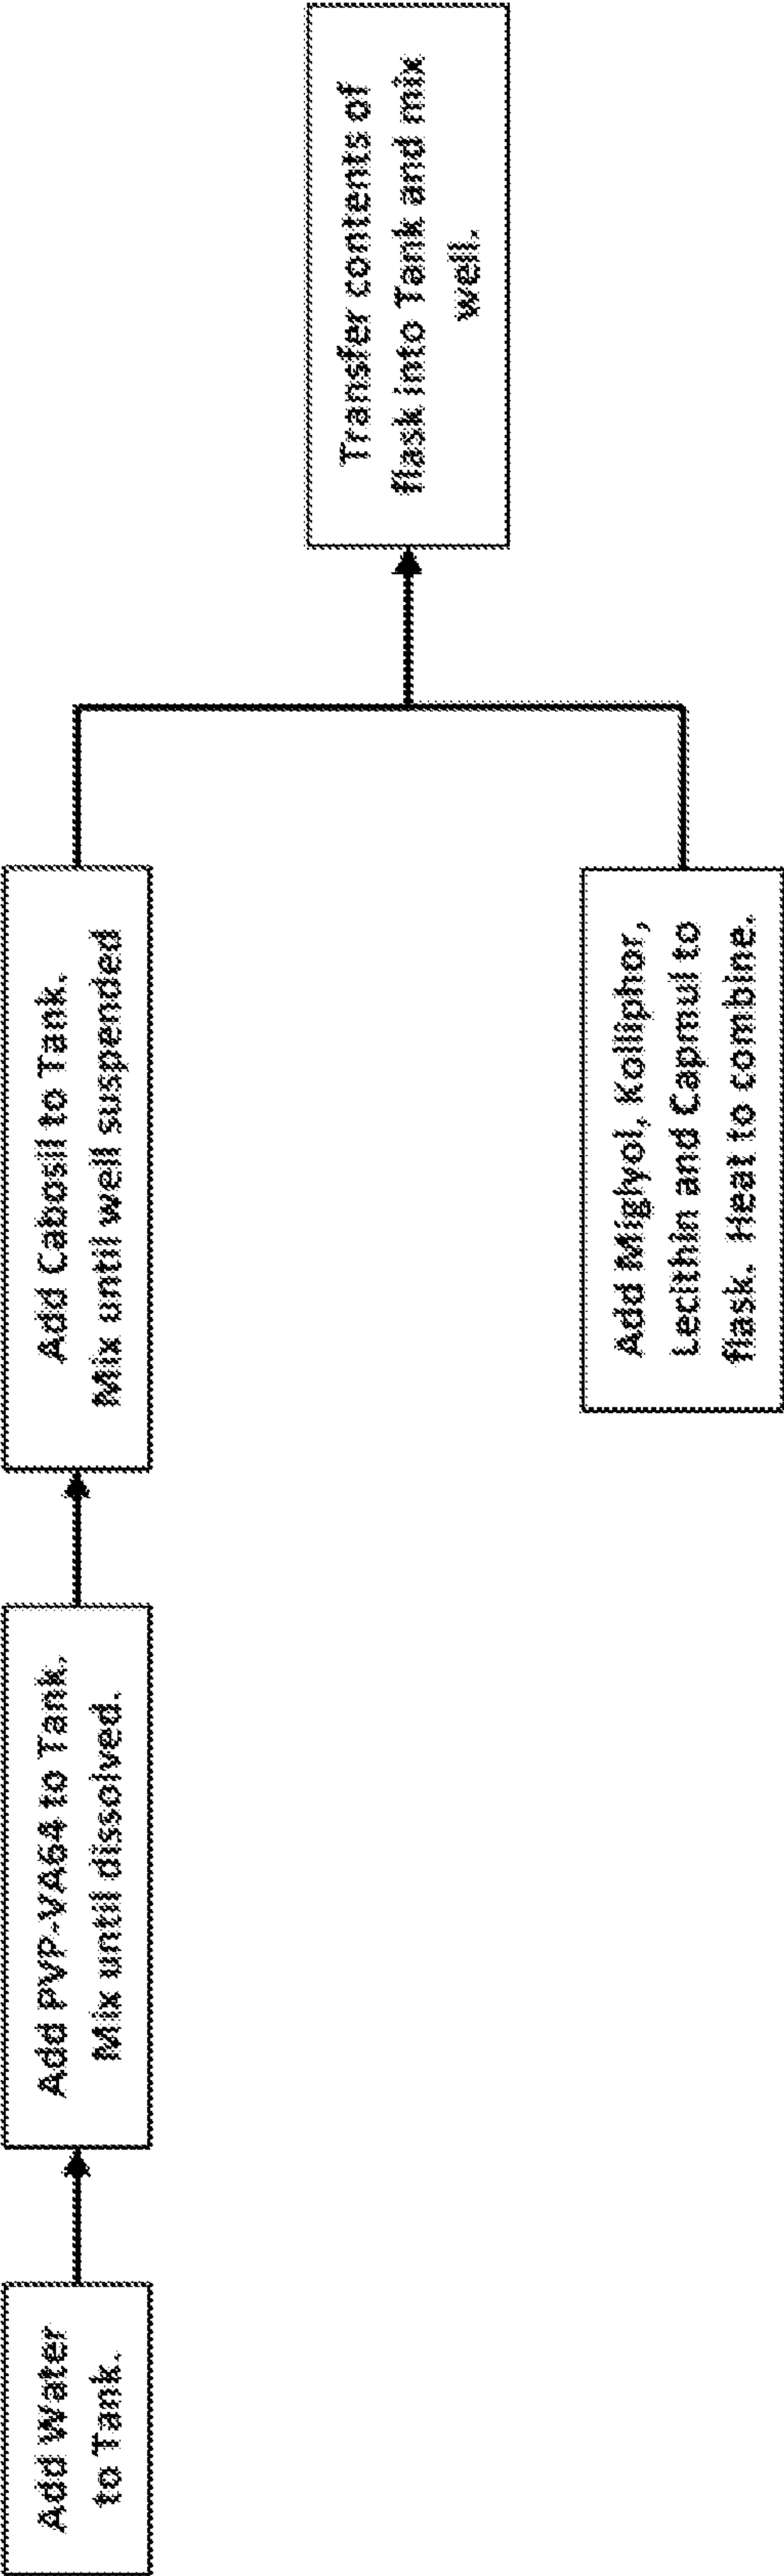 Add Water
to Tank.
Add PVP-VA64 to Tank.
Mix until dissolved.
Add Cabosil to Tank.
Mix until well suspended
Add Miglyol, Kolliphor,
Lecithin and Capmul to
flask. Heat to combine.
Transfer contents of
flask into Tank and mix
well.